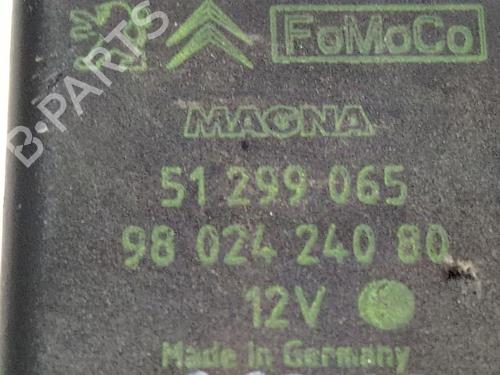 FoMoCo
MAGNA
51 299 065
98 024 240 80
12V
Made in Germany
B-PARTS